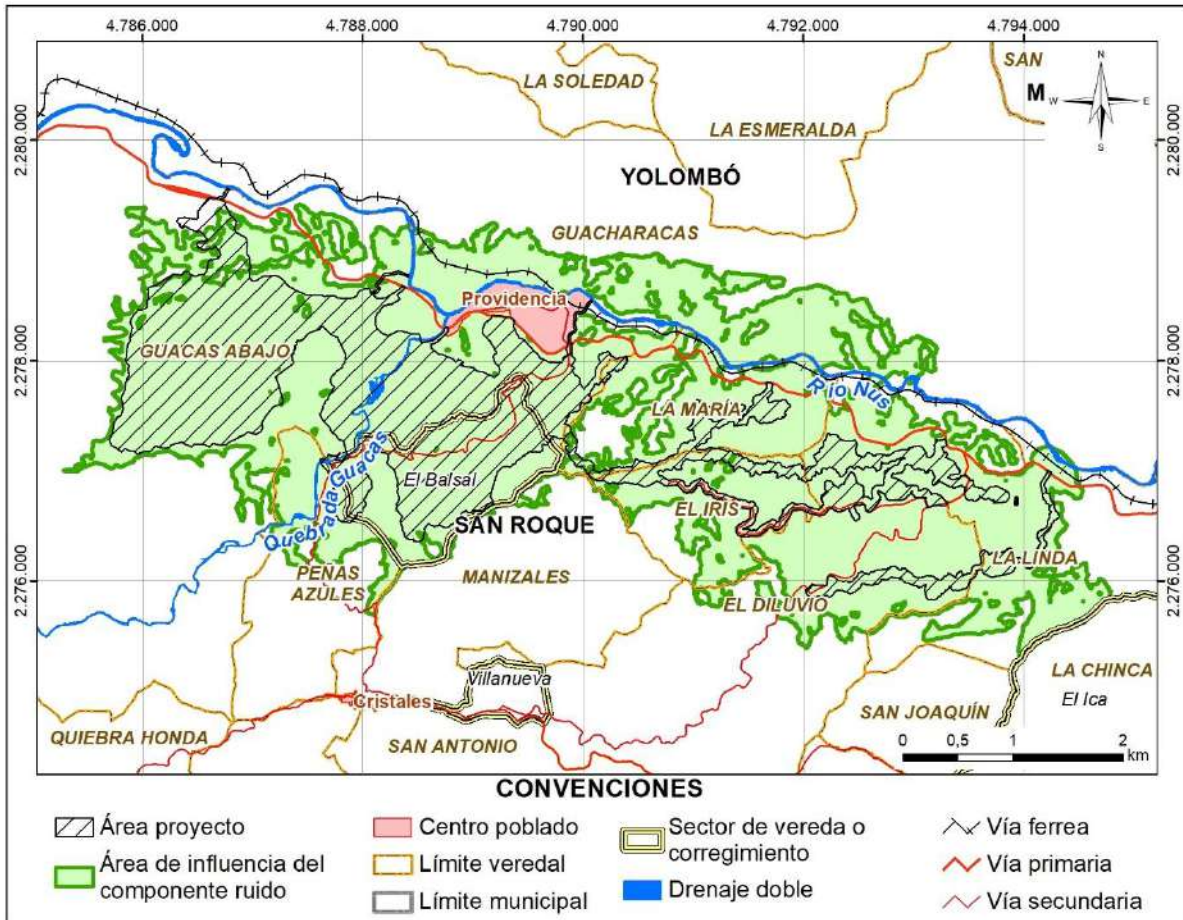 4.786.000
4.788.000
4.790.000
4.792.000
4.794.000
LA SOLEDAD
SAN
M
N
W
E
S
2.280.000
2.280.000
LA ESMERALDA
YOLOMBÓ
GUACHARACAS
Providencia
GUACAS ABAJO
2.278.000
2.278.000
Río Nus
LA MARÍA
Quebrada Guacas
El Balsal
EL IRIS
SAN ROQUE
2.276.000
2.276.000
PEÑAS
AZÚLES
MANIZALES
LA LINDA
EL DILUVIO
Villanueva
LA CHINCA
El Ica
Cristales
SAN JOAQUÍN
QUIEBRA HONDA
SAN ANTONIO
0 0,5 1 2
km
CONVENCIONES
Área proyecto
Área de influencia del
componente ruido
Centro poblado
Límite veredal
Límite municipal
Sector de vereda o
corregimiento
Drenaje doble
Vía ferrea
Vía primaria
Vía secundaria